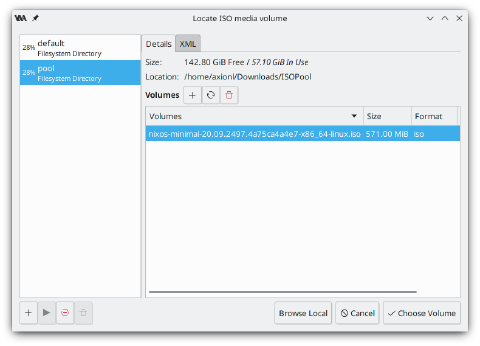 Locate ISO media volume
28% default
Filesystem Directory
28% pool
Filesystem Directory
Details XML
Size: 142.80 GiB Free / 57.10 GiB In Use
Location: /home/axionl/Downloads/ISOPool
Volumes
Volumes Size Format
nixos-minimal-20.09.2497.4a75ca4a4e7-x86_64-linux.iso 571.00 MiB iso
Browse Local Cancel Choose Volume